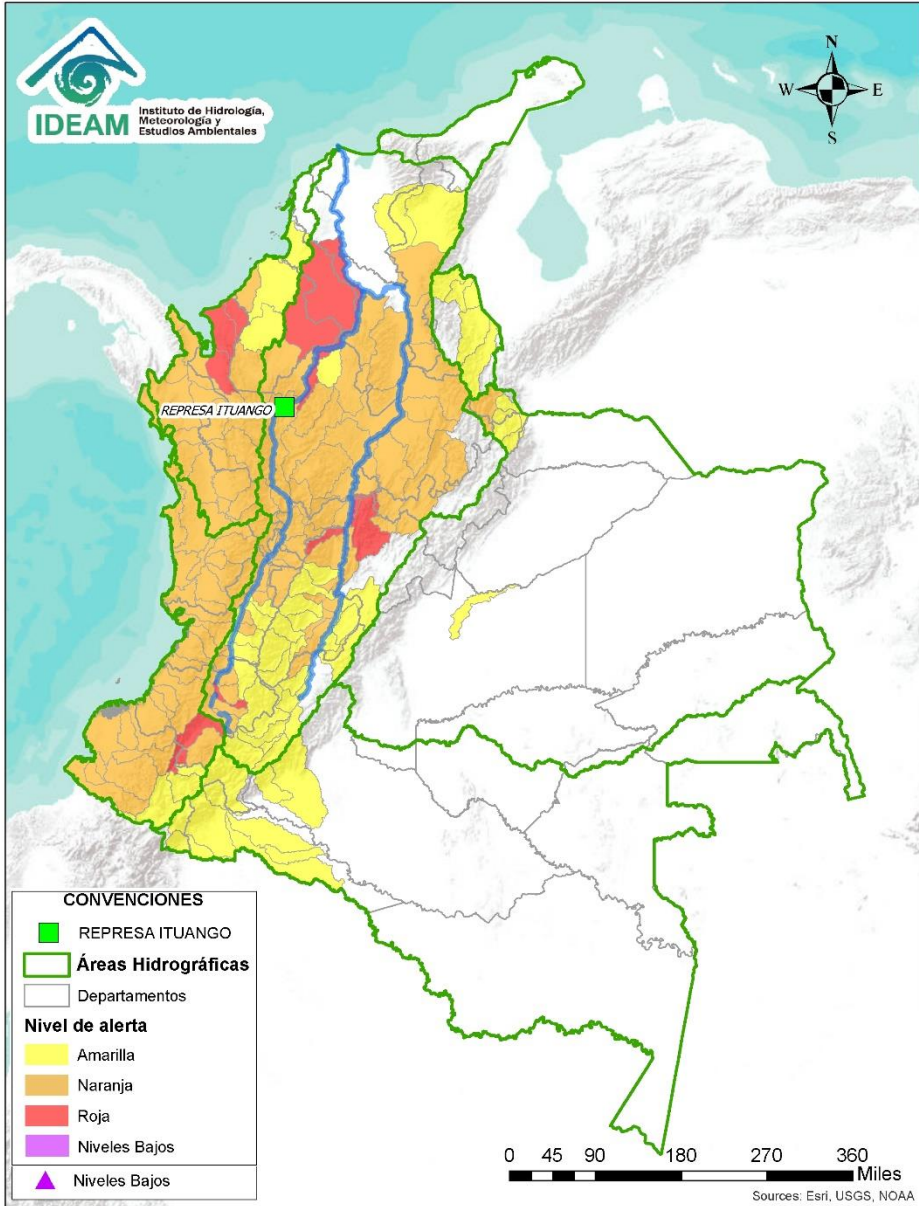 IDEAM
Instituto de Hidrología,
Meteorología y
Estudios Ambientales
N
W E
S
REPRESA ITUANGO
CONVENCIONES
REPRESA ITUANGO
Áreas Hidrográficas
Departamentos
Nivel de alerta
Amarilla
Naranja
Roja
Niveles Bajos
Niveles Bajos
0 45 90 180 270 360
Miles
Sources: Esri, USGS, NOAA